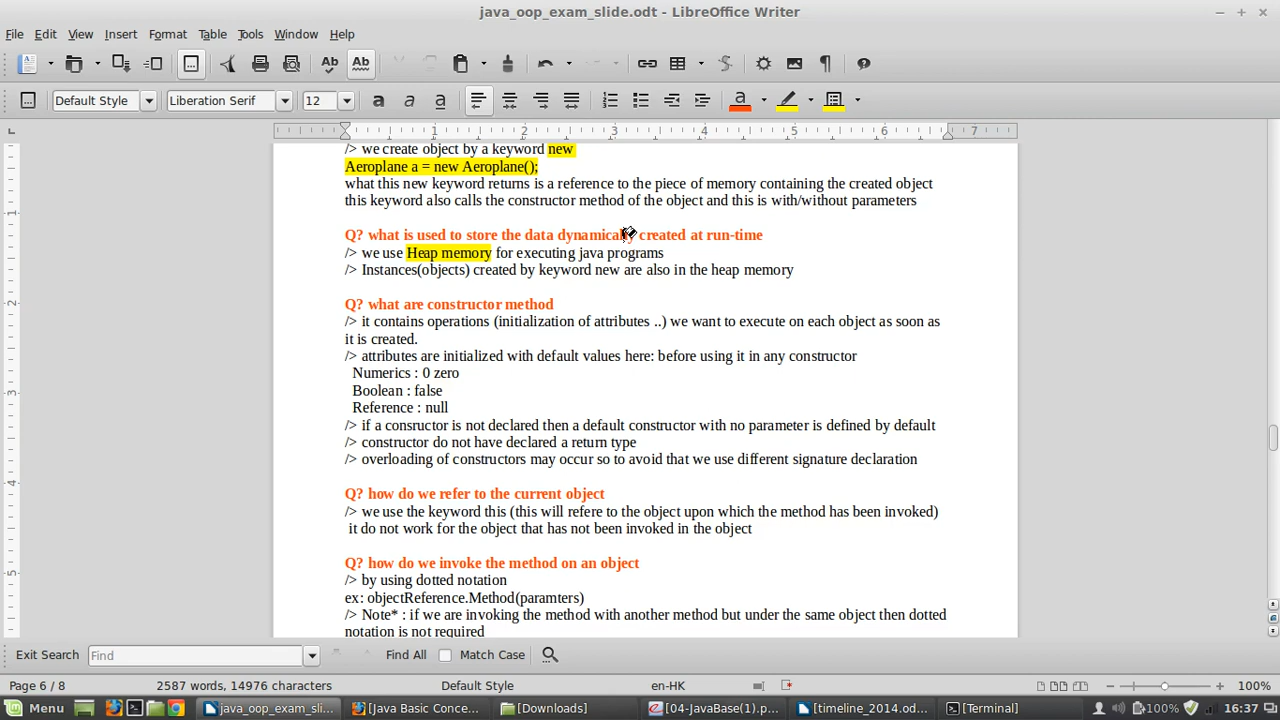 java_oop_exam_slide.odt - LibreOffice Writer
File Edit View Insert Format Table Tools Window Help
Default Style Liberation Serif 12
1 2 3 4 5 6 7
/> we create object by a keyword new
Aeroplane a = new Aeroplane();
what this new keyword returns is a reference to the piece of memory containing the created object
this keyword also calls the constructor method of the object and this is with/without parameters
Q? what is used to store the data dynamically created at run-time
/> we use Heap memory for executing java programs
/> Instances(objects) created by keyword new are also in the heap memory
Q? what are constructor method
/> it contains operations (initialization of attributes ..) we want to execute on each object as soon as
it is created.
/> attributes are initialized with default values here: before using it in any constructor
Numerics : 0 zero
Boolean : false
Reference : null
/> if a consructor is not declared then a default constructor with no parameter is defined by default
/> constructor do not have declared a return type
/> overloading of constructors may occur so to avoid that we use different signature declaration
Q? how do we refer to the current object
/> we use the keyword this (this will refere to the object upon which the method has been invoked)
it do not work for the object that has not been invoked in the object
Q? how do we invoke the method on an object
/> by using dotted notation
ex: objectReference.Method(paramters)
/> Note* : if we are invoking the method with another method but under the same object then dotted
notation is not required
1
2
3
4
5
Exit Search Find Find All Match Case
Page 6 / 8 2587 words, 14976 characters Default Style en-HK 100%
Menu java_oop_exam_sli... [Java Basic Conce... [Downloads] [04-JavaBase(1).p... [timeline_2014.od... [Terminal] 100% 16:37